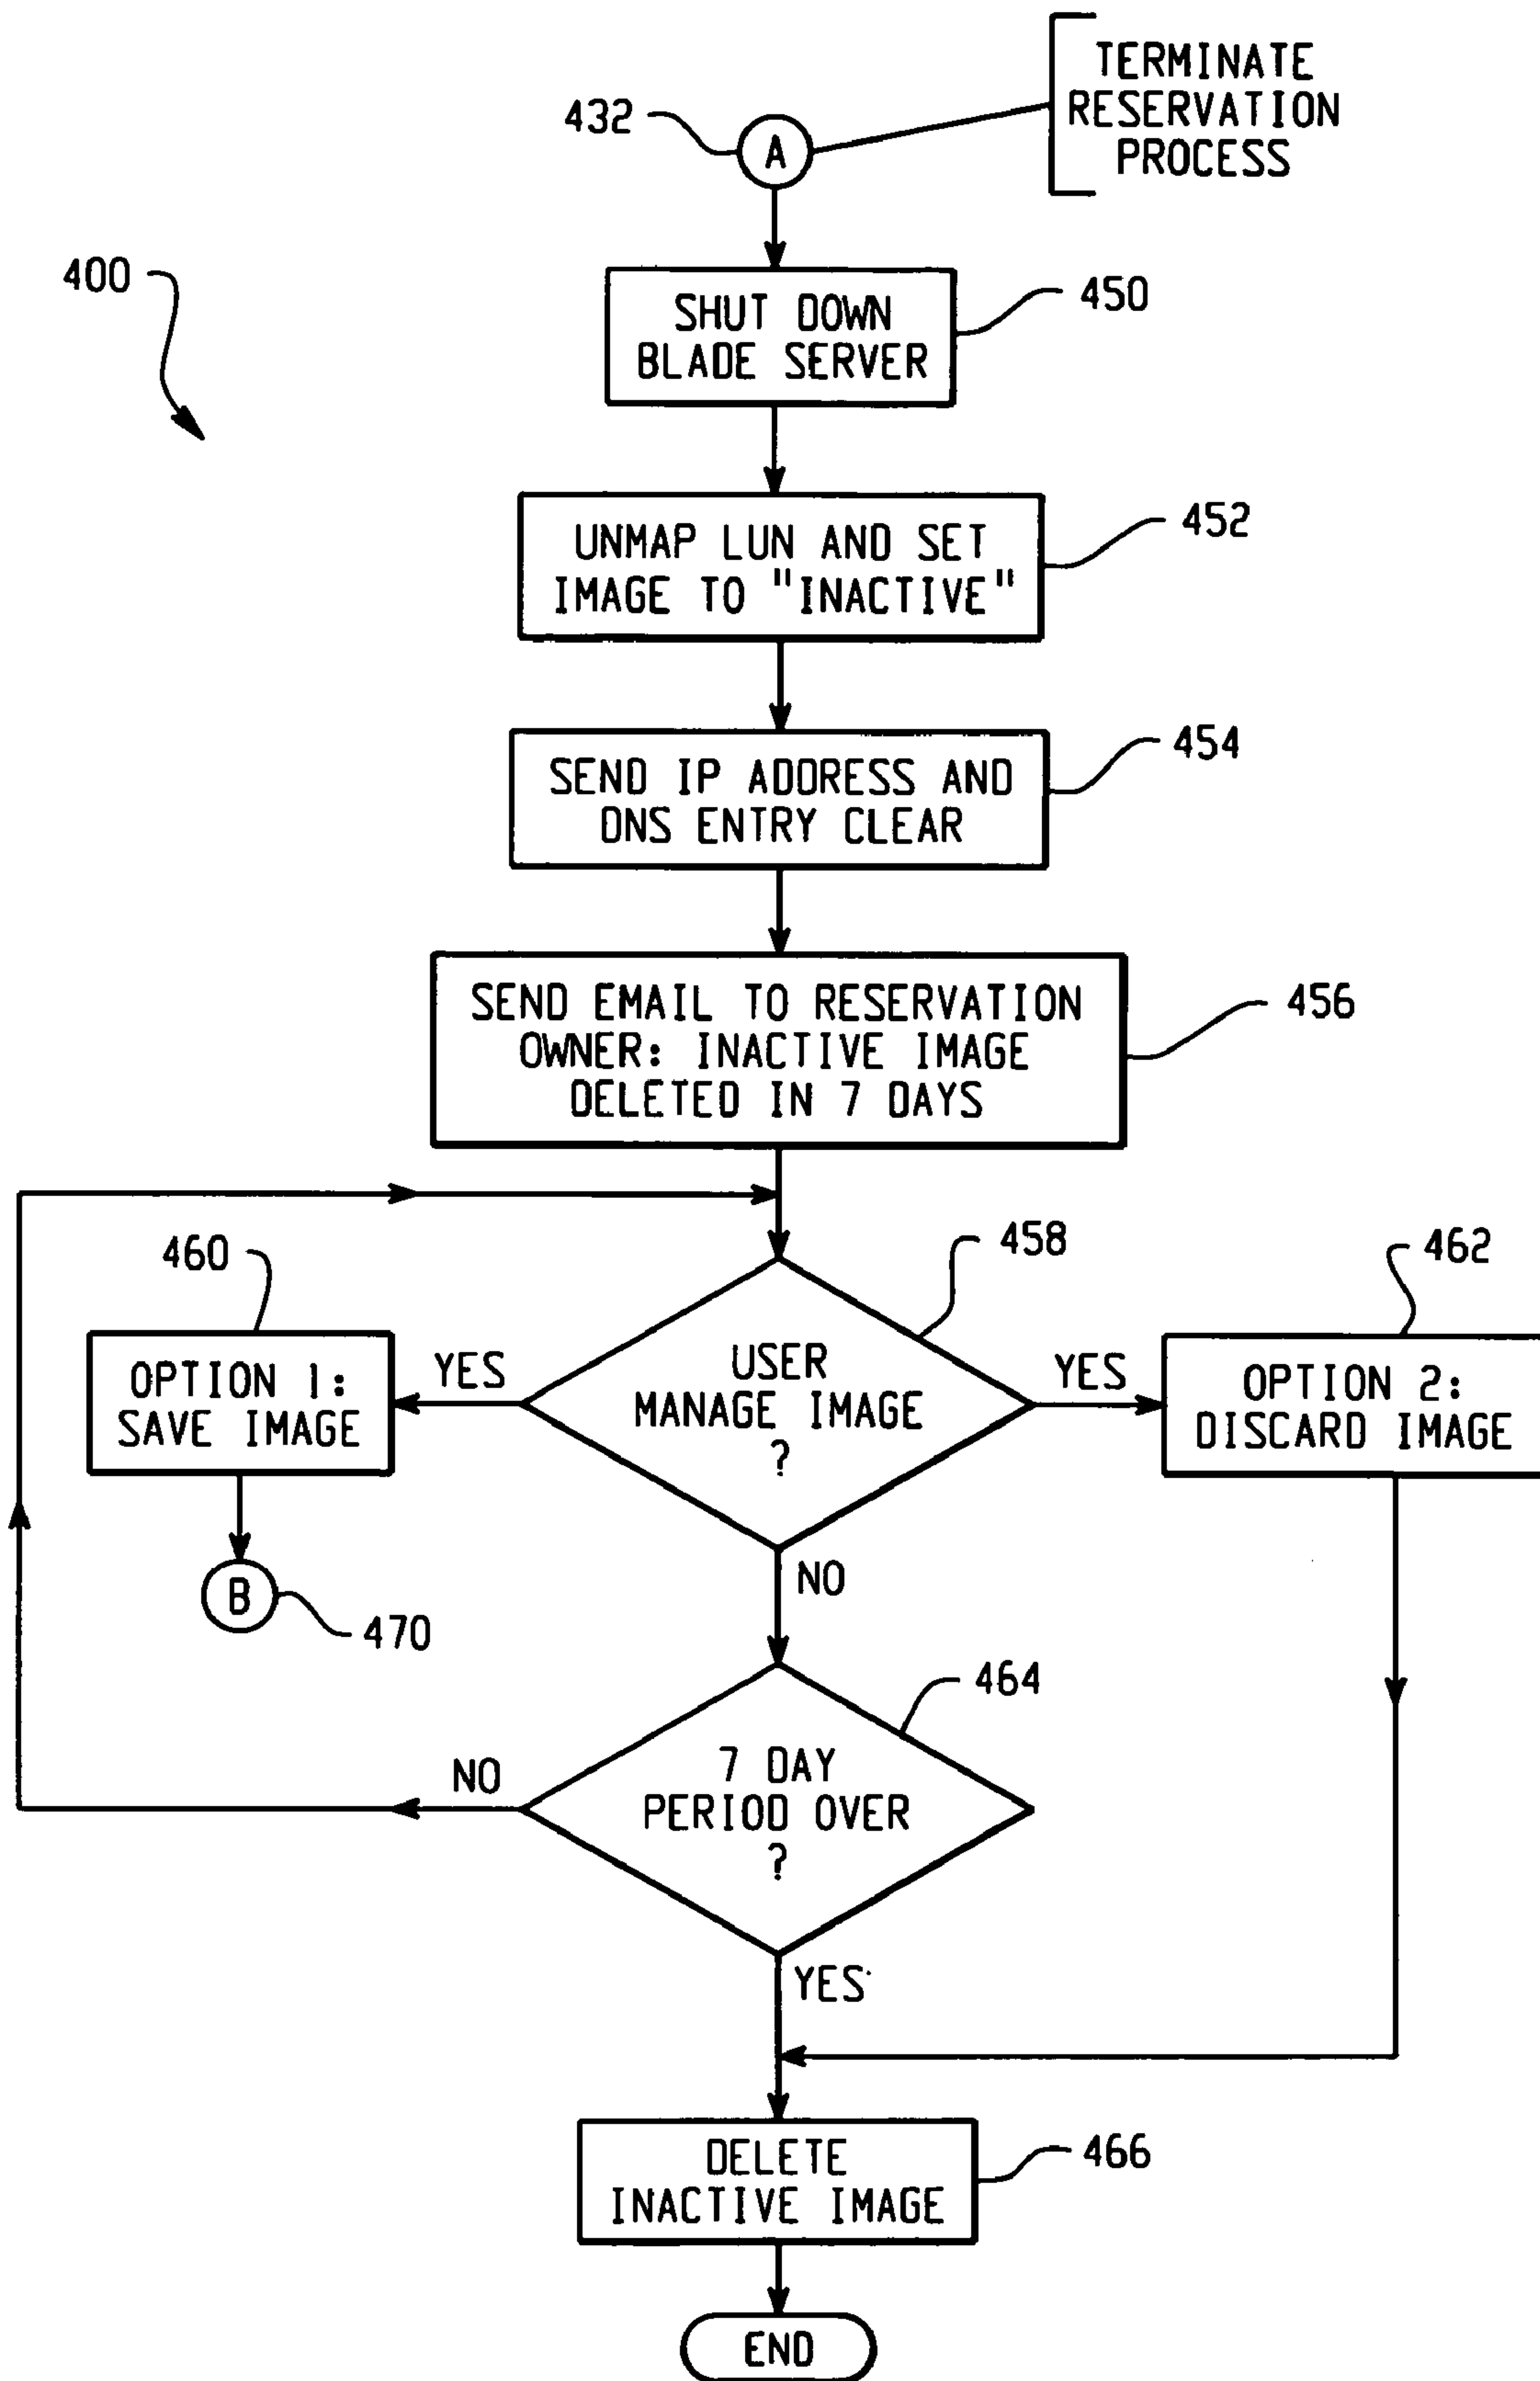 TERMINATE
RESERVATION
PROCESS
432
A
400
SHUT DOWN
BLADE SERVER
450
UNMAP LUN AND SET
IMAGE TO "INACTIVE"
452
SEND IP ADDRESS AND
DNS ENTRY CLEAR
454
SEND EMAIL TO RESERVATION
OWNER: INACTIVE IMAGE
DELETED IN 7 DAYS
456
460
458
462
OPTION 1:
SAVE IMAGE
YES
USER
MANAGE IMAGE
?
YES
OPTION 2:
DISCARD IMAGE
NO
B
470
464
NO
7 DAY
PERIOD OVER
?
YES
DELETE
INACTIVE IMAGE
466
END